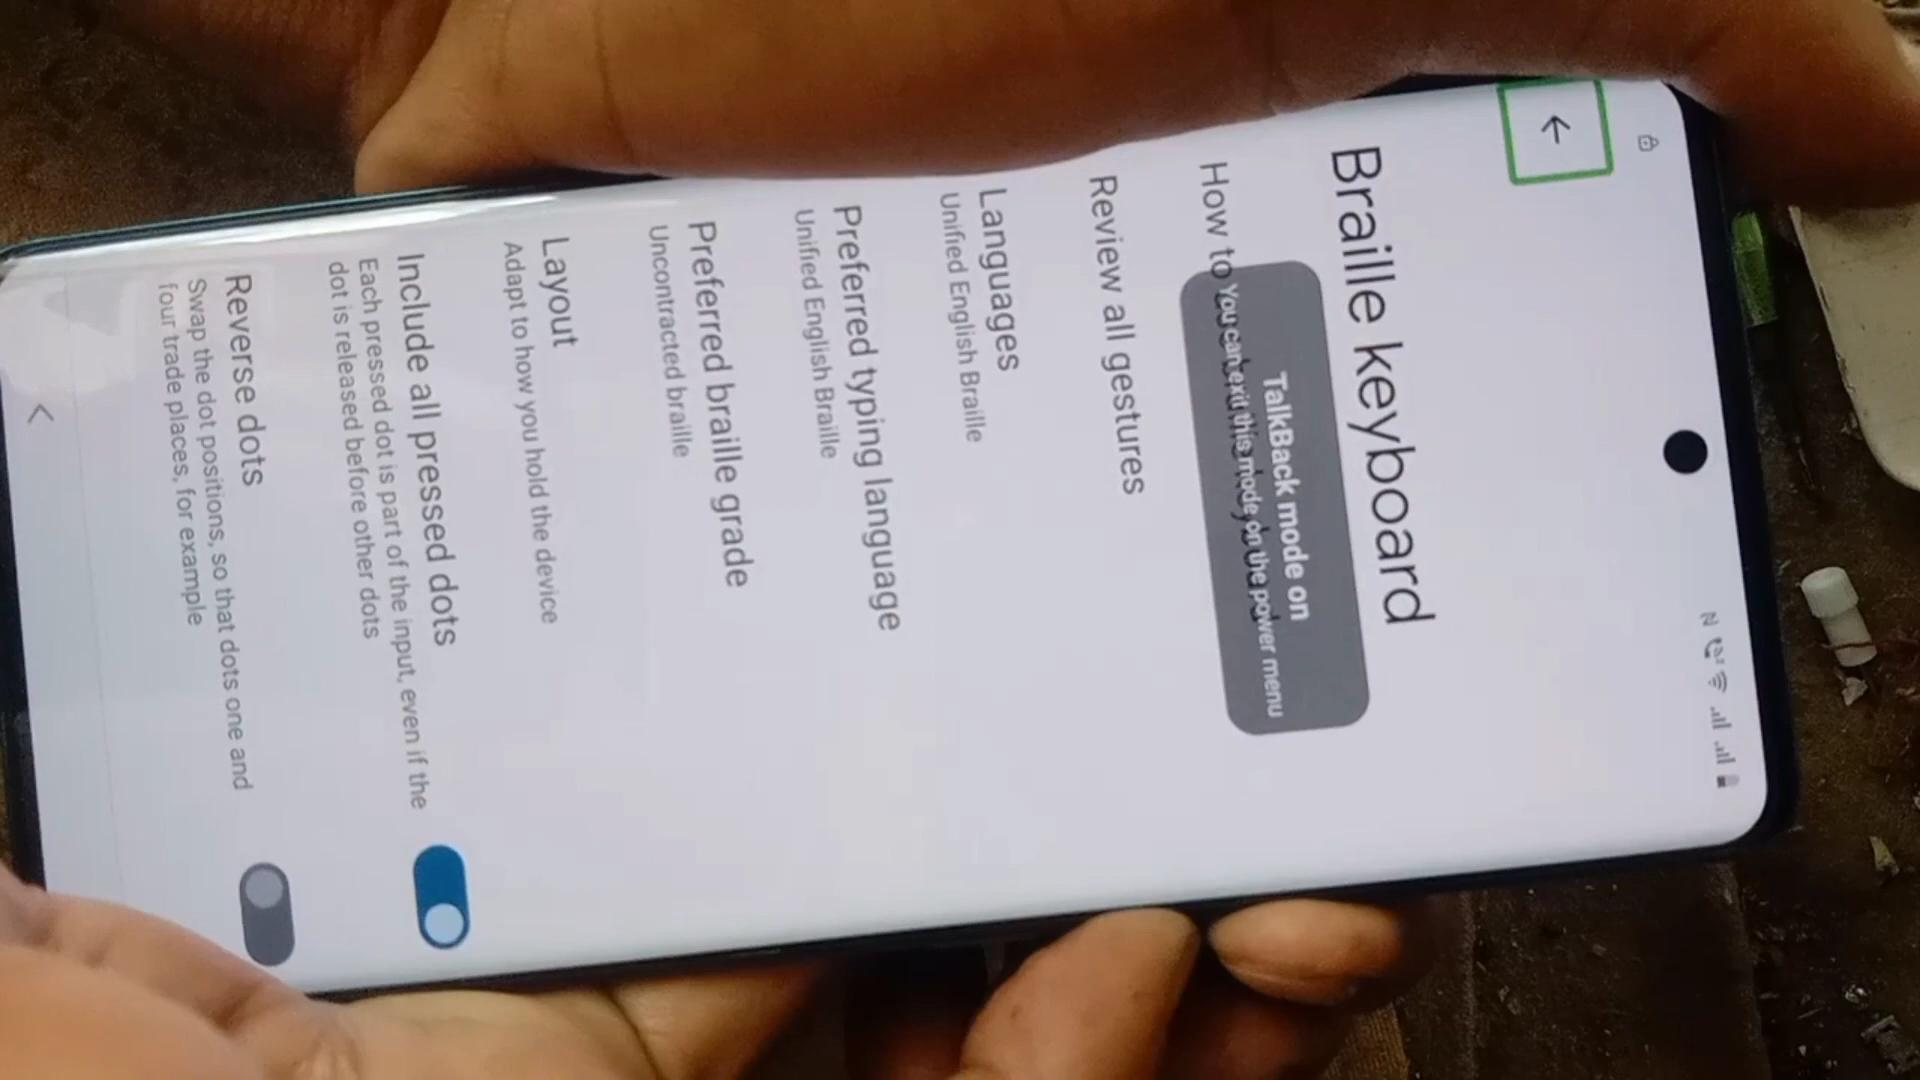 Braille keyboard
How to
TalkBack mode on
You can exit this mode on the power menu
Review all gestures
Languages
Unified English Braille
Preferred typing language
Unified English Braille
Preferred braille grade
Uncontracted braille
Layout
Adapt to how you hold the device
Include all pressed dots
Each pressed dot is part of the input, even if the
dot is released before other dots
Reverse dots
Swap the dot positions, so that dots one and
four trade places, for example